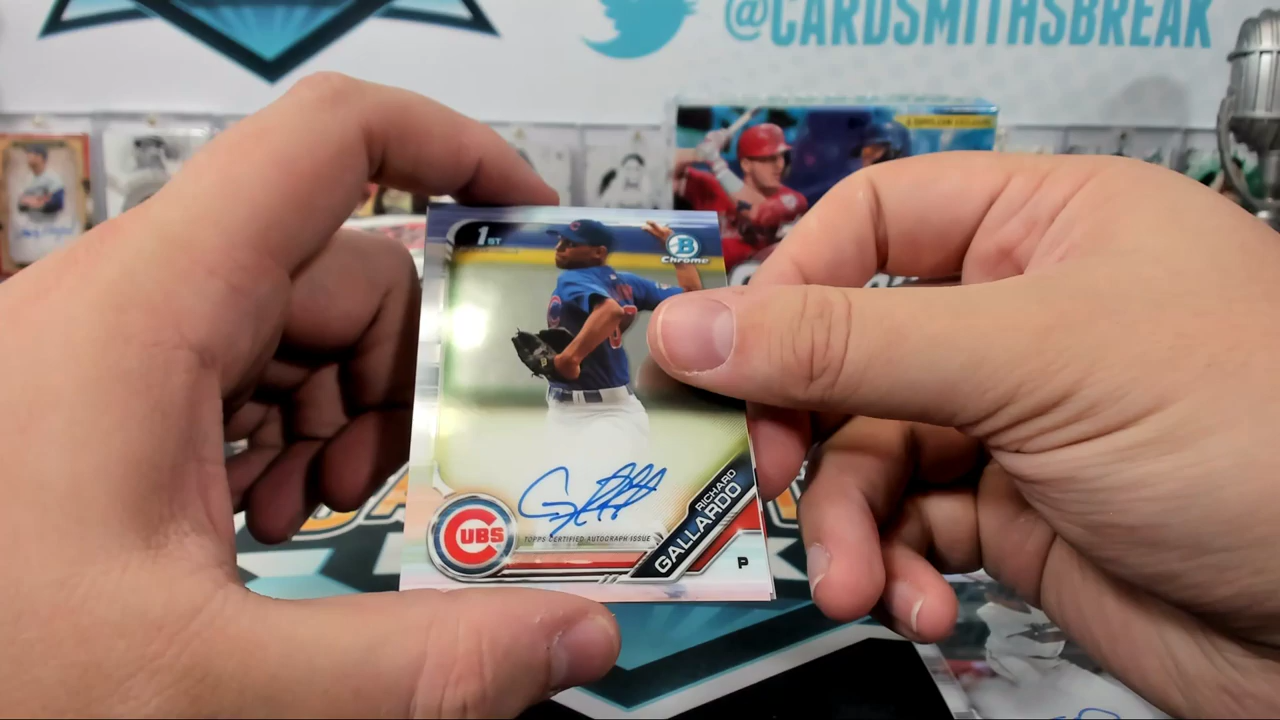 @CARDSMITHSBREAK
1ST
B
Chrome
CUBS
TOPPS CERTIFIED AUTOGRAPH ISSUE
RICHARD
GALLARDO
P